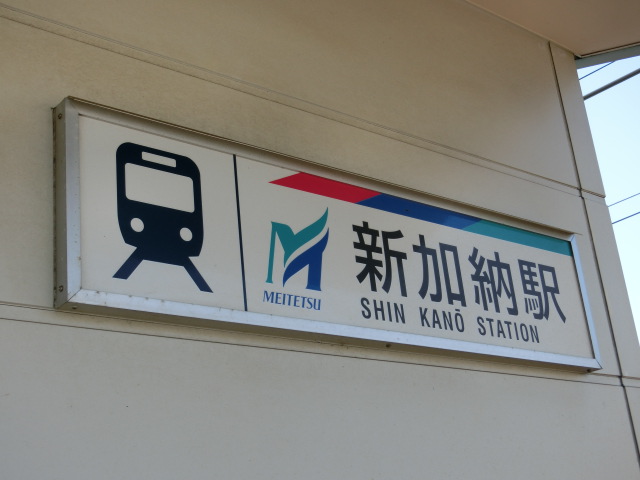 MEITETSU
新加納駅
SHIN KANŌ STATION